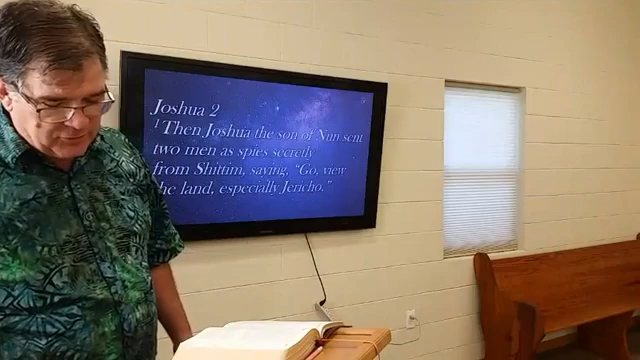 Joshua 2
1 Then Joshua the son of Nun sent
two men as spies secretly
from Shittim, saying, “Go, view
the land, especially Jericho.”